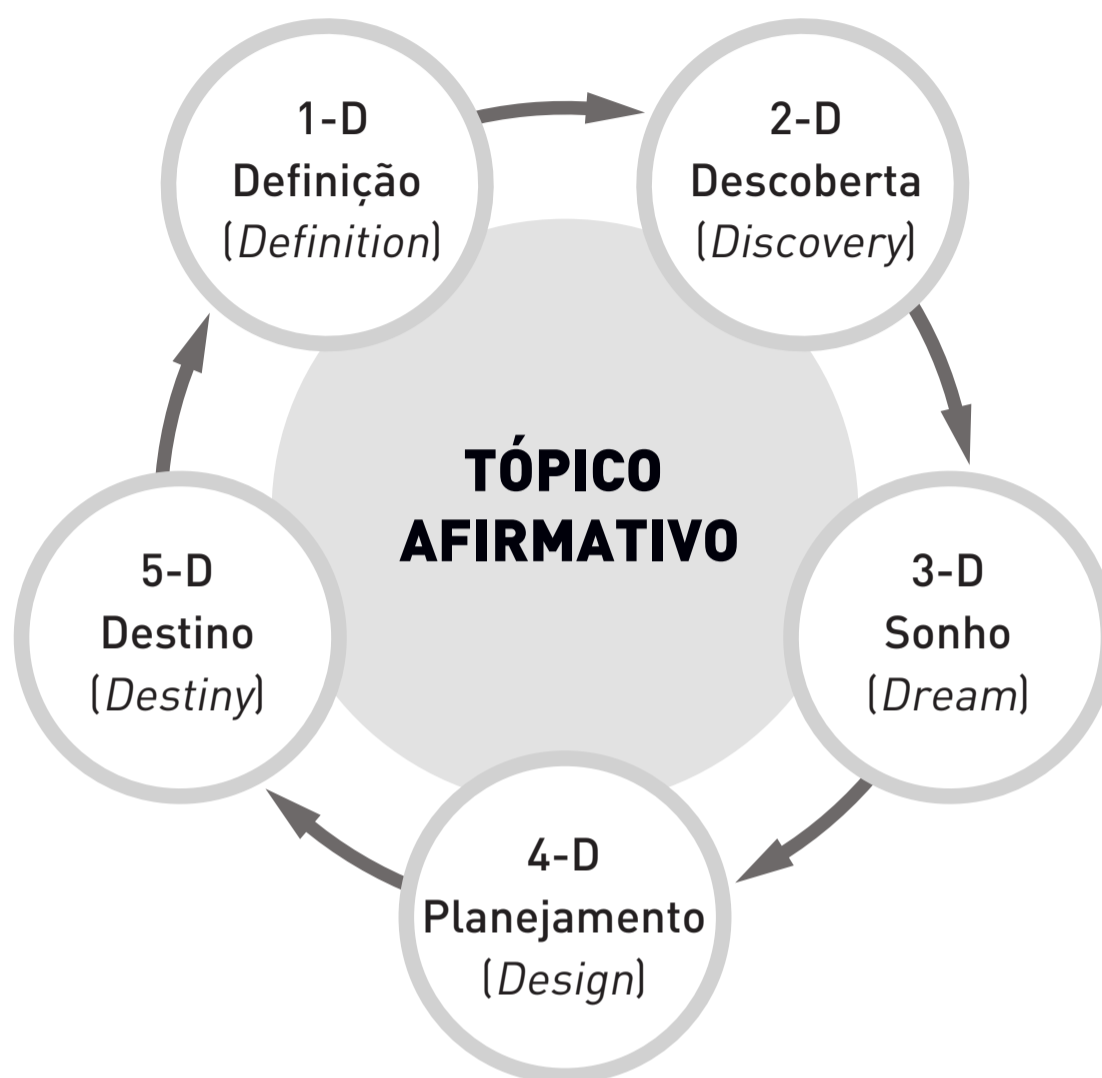 1-D
Definição
(Definition)
2-D
Descoberta
(Discovery)
TÓPICO
AFIRMATIVO
3-D
Sonho
(Dream)
4-D
Planejamento
(Design)
5-D
Destino
(Destiny)